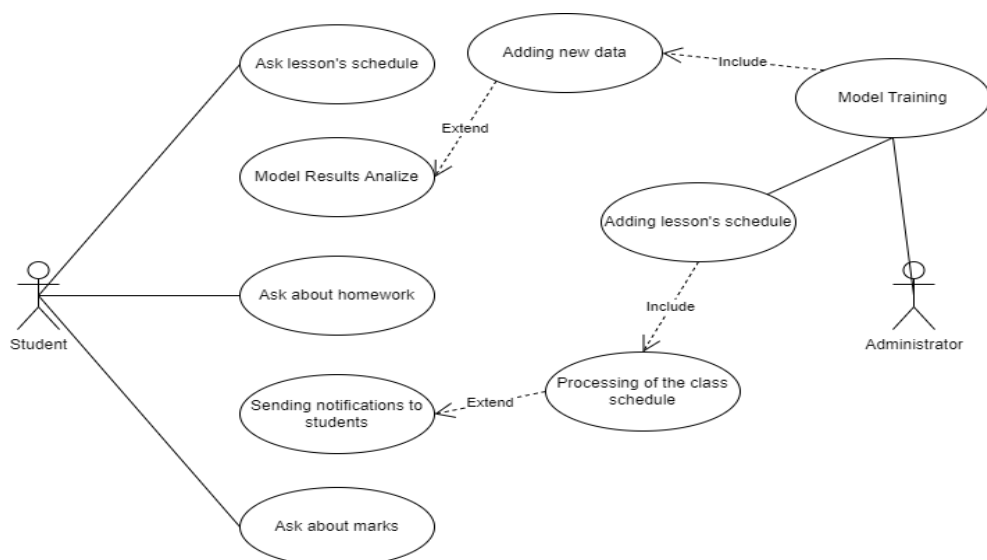 Ask lesson's schedule
Adding new data
Include
Model Training
Extend
Model Results Analize
Adding lesson's schedule
Ask about homework
Include
Student
Administrator
Processing of the class
schedule
Sending notifications to
students
Extend
Ask about marks